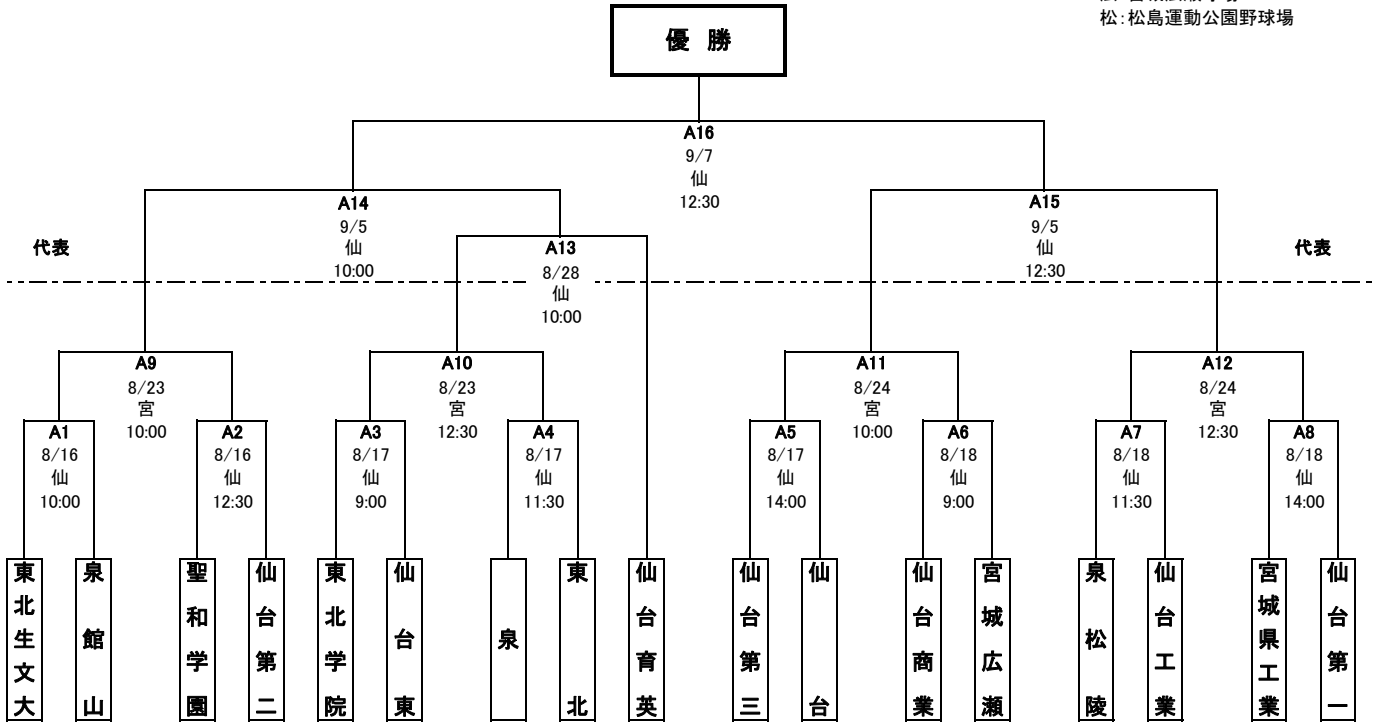 松：松島運動公園野球場
優 勝
A16
9/7
仙
12:30
A14
9/5
仙
10:00
A15
9/5
仙
12:30
代表
A13
8/28
仙
10:00
代表
A9
8/23
宮
10:00
A10
8/23
宮
12:30
A11
8/24
宮
10:00
A12
8/24
宮
12:30
A1
8/16
仙
10:00
A2
8/16
仙
12:30
A3
8/17
仙
9:00
A4
8/17
仙
11:30
A5
8/17
仙
14:00
A6
8/18
仙
9:00
A7
8/18
仙
11:30
A8
8/18
仙
14:00
東北生文大
泉館山
聖和学園
仙台第二
東北学院
仙台東
泉
東北
仙台育英
仙台第三
仙台
仙台商業
宮城広瀬
泉松陵
仙台工業
宮城県工業
仙台第一